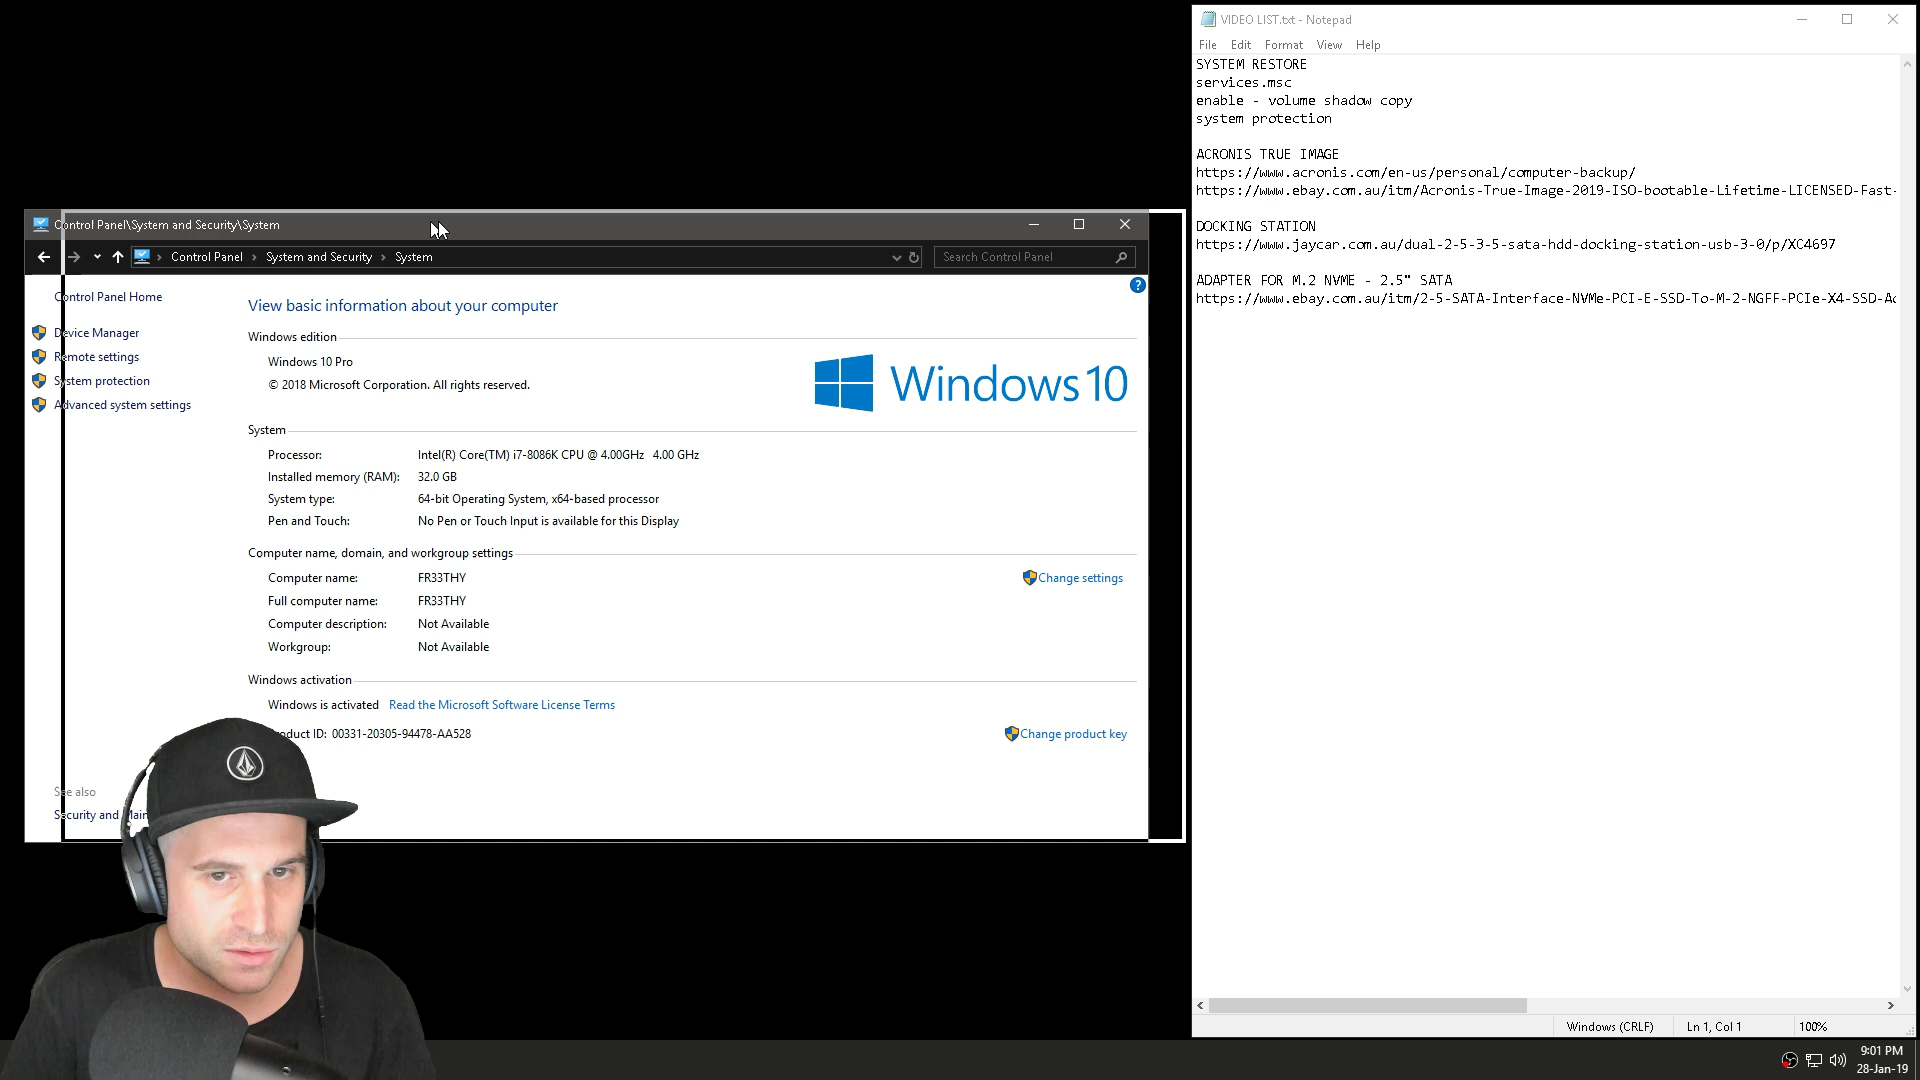 VIDEO LIST.txt - Notepad
File Edit Format View Help
SYSTEM RESTORE
services.msc
enable - volume shadow copy
system protection
ACRONIS TRUE IMAGE
https://www.acronis.com/en-us/personal/computer-backup/
https://www.ebay.com.au/itm/Acronis-True-Image-2019-ISO-bootable-Lifetime-LICENSED-Fast-
DOCKING STATION
https://www.jaycar.com.au/dual-2-5-3-5-sata-hdd-docking-station-usb-3-0/p/XC4697
ADAPTER FOR M.2 NVME - 2.5" SATA
https://www.ebay.com.au/itm/2-5-SATA-Interface-NVMe-PCI-E-SSD-To-M-2-NGFF-PCIe-X4-SSD-Ad
Windows (CRLF) Ln 1, Col 1 100%
Control Panel\System and Security\System
Control Panel System and Security System
Search Control Panel
Control Panel Home
Device Manager
Remote settings
System protection
Advanced system settings
See also
Security and Main
View basic information about your computer
Windows edition
Windows 10 Pro
© 2018 Microsoft Corporation. All rights reserved.
Windows 10
System
Processor: Intel(R) Core(TM) i7-8086K CPU @ 4.00GHz 4.00 GHz
Installed memory (RAM): 32.0 GB
System type: 64-bit Operating System, x64-based processor
Pen and Touch: No Pen or Touch Input is available for this Display
Computer name, domain, and workgroup settings
Computer name: FR33THY
Change settings
Full computer name: FR33THY
Computer description: Not Available
Workgroup: Not Available
Windows activation
Windows is activated Read the Microsoft Software License Terms
oduct ID: 00331-20305-94478-AA528
Change product key
9:01 PM
28-Jan-19